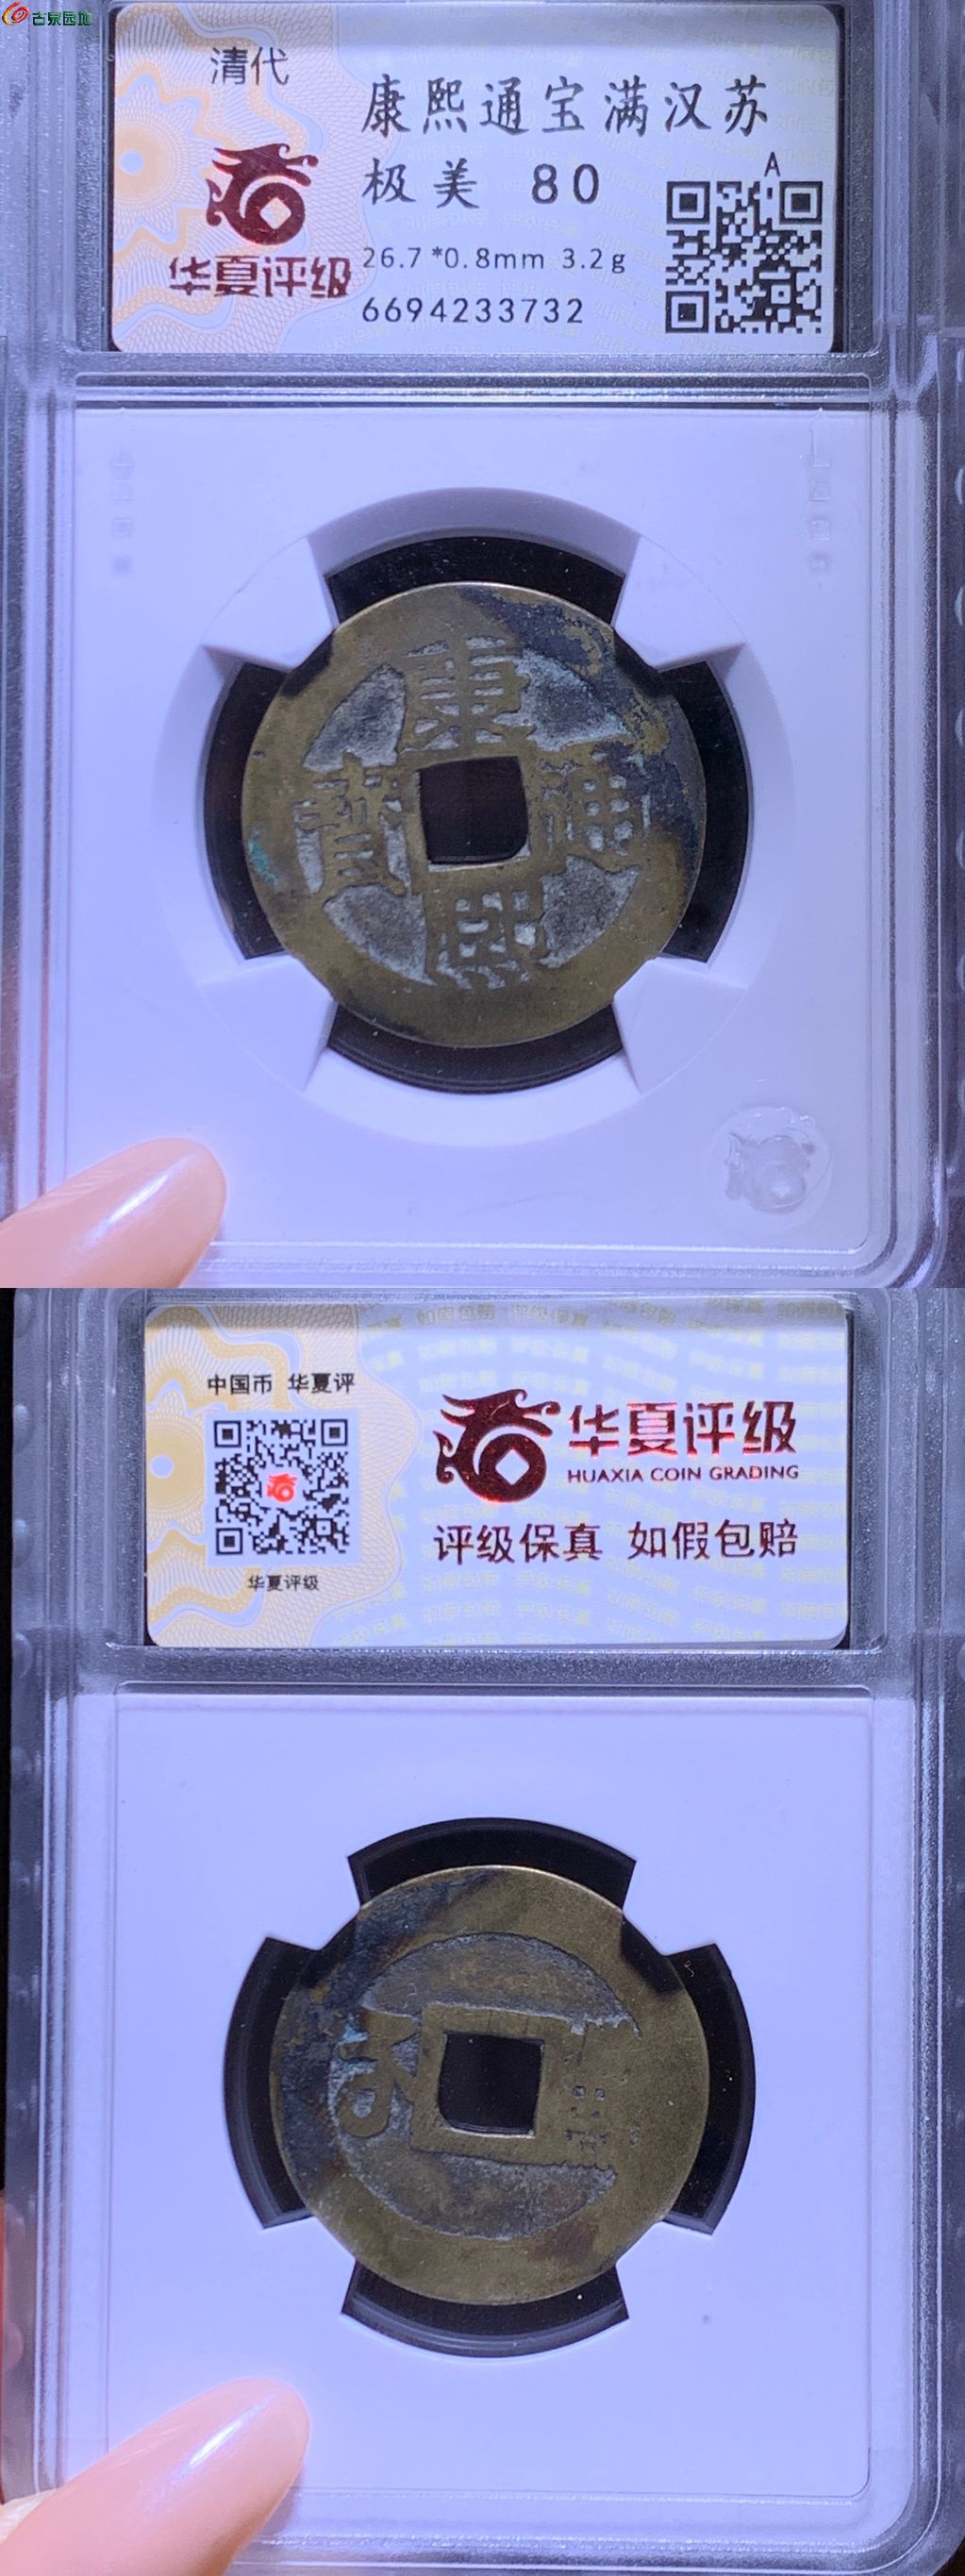 古泉园地
清代
康熙通宝满汉苏
极美 80
A
26.7*0.8mm 3.2g
华夏评级
6694233732
康熙通寶
中国币 华夏评
华夏评级
HUAXIA COIN GRADING
评级保真 如假包赔
华夏评级